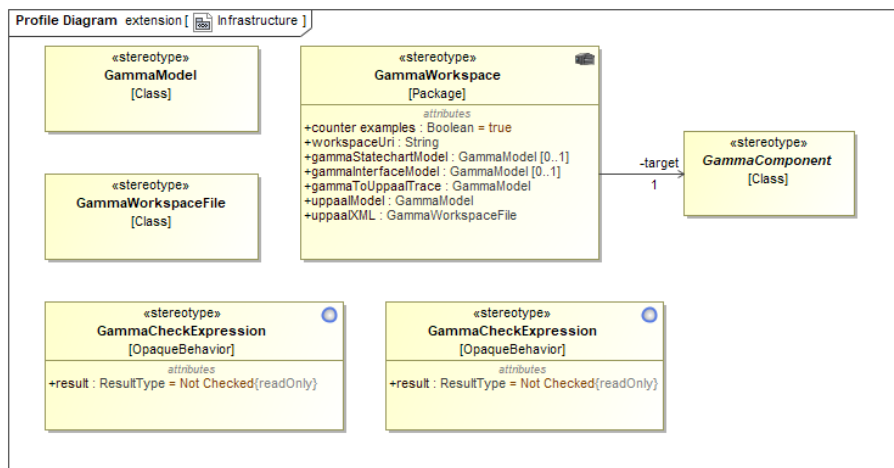 Profile Diagram extension [ Infrastructure ]
«stereotype»
GammaModel
[Class]
«stereotype»
GammaWorkspace
[Package]
attributes
+counter examples : Boolean = true
+workspaceUri : String
+gammaStatechartModel : GammaModel [0..1]
+gammaInterfaceModel : GammaModel [0..1]
+gammaToUppaalTrace : GammaModel
+uppaalModel : GammaModel
+uppaalXML : GammaWorkspaceFile
-target
1
«stereotype»
GammaComponent
[Class]
«stereotype»
GammaWorkspaceFile
[Class]
«stereotype»
GammaCheckExpression
[OpaqueBehavior]
attributes
+result : ResultType = Not Checked{readOnly}
«stereotype»
GammaCheckExpression
[OpaqueBehavior]
attributes
+result : ResultType = Not Checked{readOnly}